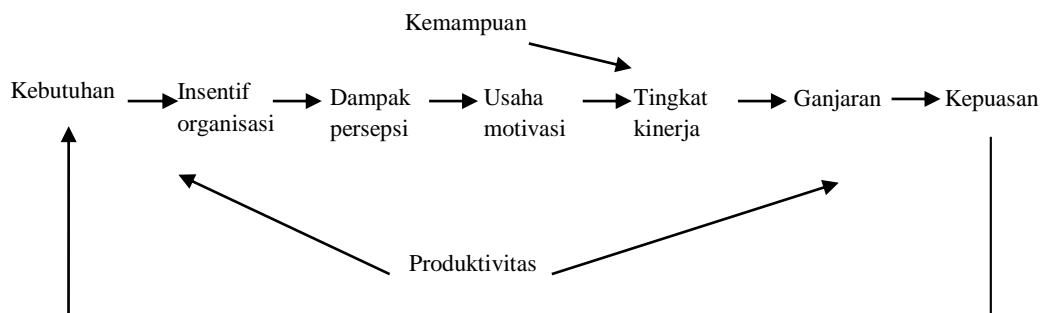 Kemampuan
Kebutuhan
Insentif
organisasi
Dampak
persepsi
Usaha
motivasi
Tingkat
kinerja
Ganjaran
Kepuasan
Produktivitas